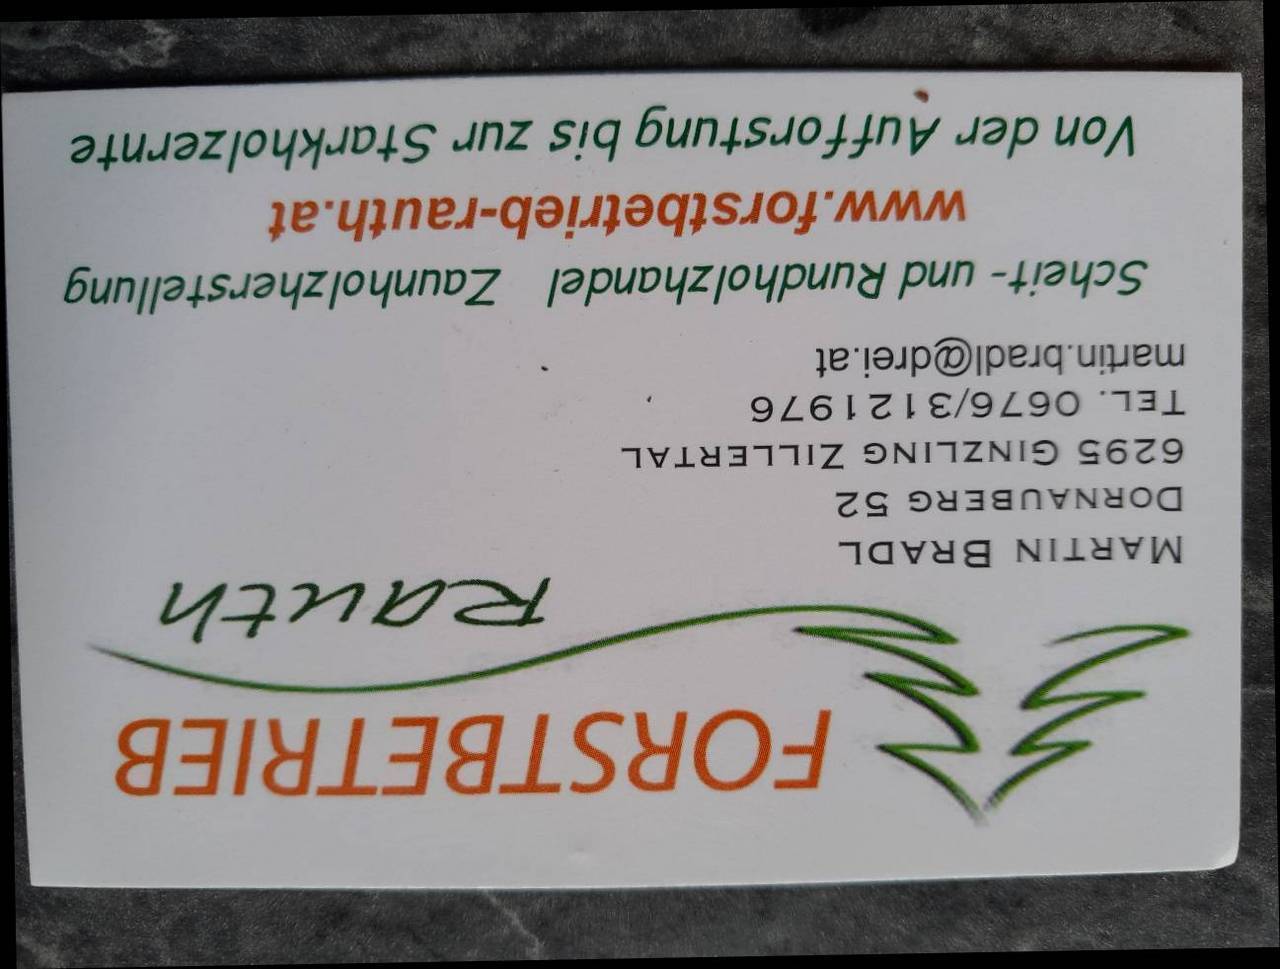 FORSTBETRIEB
Rauth
MARTIN BRADL
DORNAUBERG 52
6295 GINZLING ZILLERTAL
TEL. 0676/3121976
martin.bradl@drei.at
Scheit- und Rundholzhandel Zaunholzherstellung
www.forstbetrieb-rauth.at
Von der Aufforstung bis zur Starkholzernte